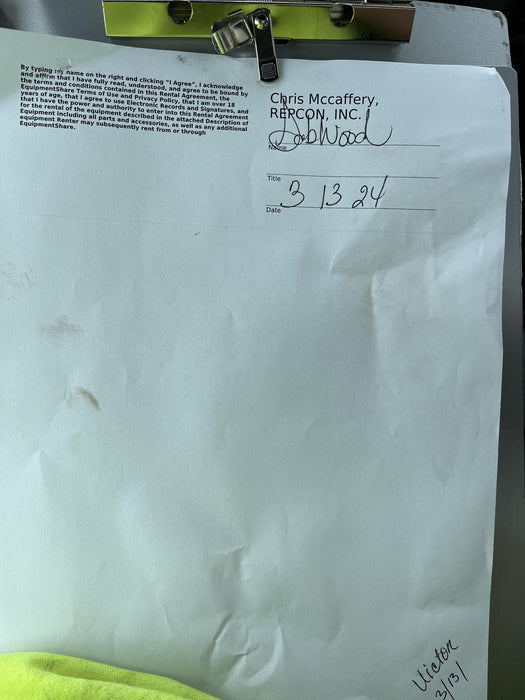 By typing my name on the right and clicking "I Agree", I acknowledge
and affirm that I have fully read, understood, and agree to be bound by
the terms and conditions contained in this Rental Agreement, the
EquipmentShare Terms of Use and Privacy Policy, that I am over 18
years of age, that I agree to use Electronic Records and Signatures, and
that I have the power and authority to enter into this Rental Agreement
for the rental of the equipment described in the attached Description of
Equipment including all parts and accessories, as well as any additional
equipment Renter may subsequently rent from or through
EquipmentShare.
Chris Mccaffery,
REPCON, INC.
Name
Title
3 13 24
Date
Victor
3/13/